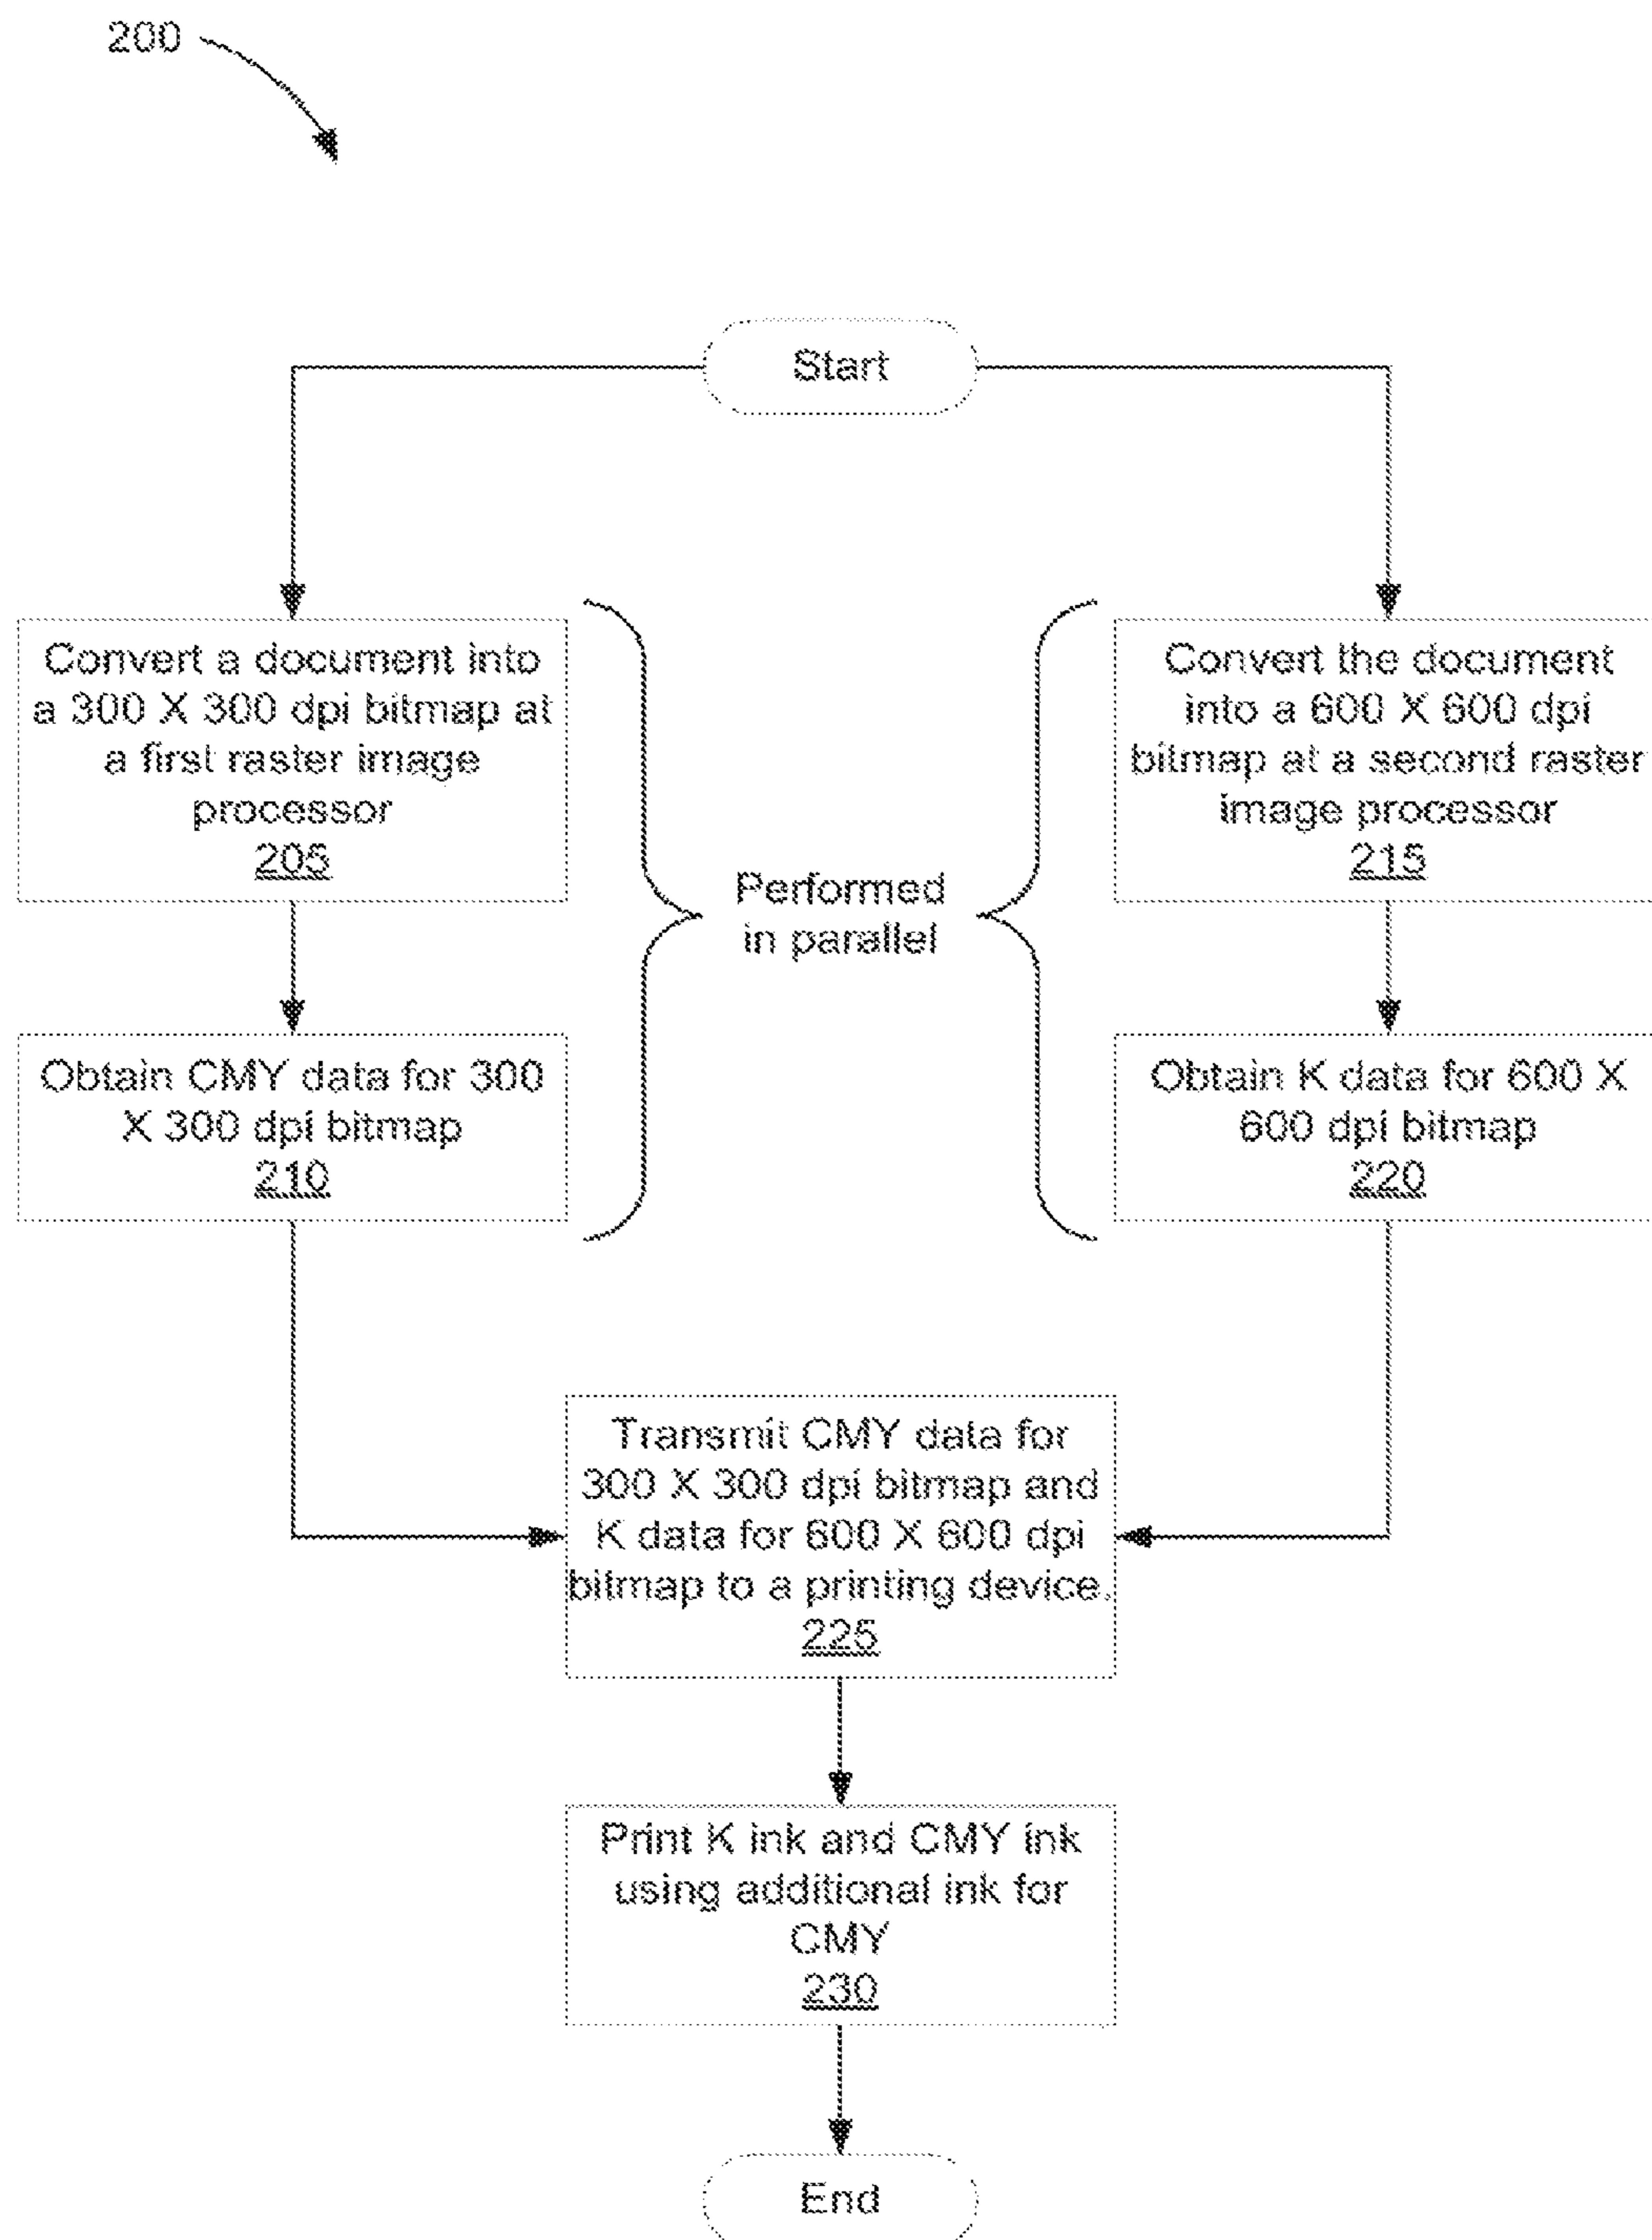 200
Start
Convert a document into
a 300 X 300 dpi bitmap at
a first raster image
processor
205
Convert the document
into a 600 X 600 dpi
bitmap at a second raster
image processor
215
Performed
in parallel
Obtain CMY data for 300
X 300 dpi bitmap
210
Obtain K data for 600 X
600 dpi bitmap
220
Transmit CMY data for
300 X 300 dpi bitmap and
K data for 600 X 600 dpi
bitmap to a printing device.
225
Print K ink and CMY ink
using additional ink for
CMY
230
End